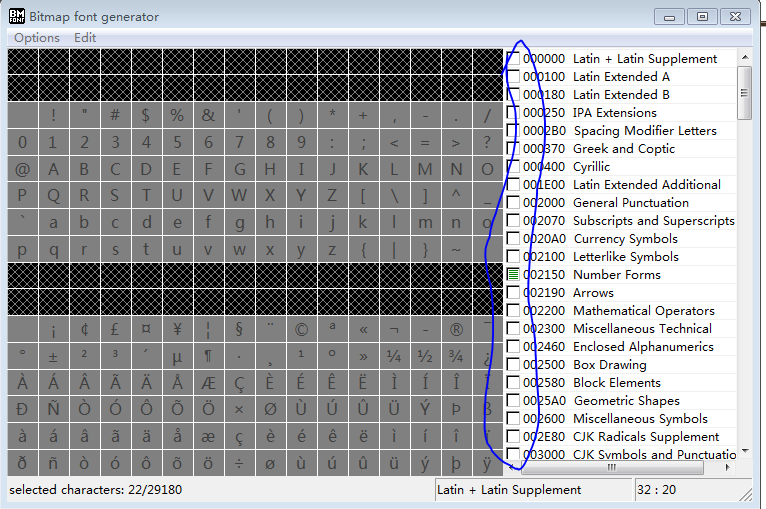 BM FONT Bitmap font generator
Options Edit
! " # $ % & ' ( ) * + , - . /
0 1 2 3 4 5 6 7 8 9 : ; < = > ?
@ A B C D E F G H I J K L M N O
P Q R S T U V W X Y Z [ \ ] ^ _
` a b c d e f g h i j k l m n o
p q r s t u v w x y z { | } ~
¡ ¢ £ ¤ ¥ ¦ § ¨ © ª « ¬ - ® ¯
° ± ² ³ ´ µ ¶ · ¸ ¹ º » ¼ ½ ¾ ¿
À Á Â Ã Ä Å Æ Ç È É Ê Ë Ì Í Î Ï
Ð Ñ Ò Ó Ô Õ Ö × Ø Ù Ú Û Ü Ý Þ ß
à á â ã ä å æ ç è é ê ë ì í î ï
ð ñ ò ó ô õ ö ÷ ø ù ú û ü ý þ ÿ
000000 Latin + Latin Supplement
000100 Latin Extended A
000180 Latin Extended B
000250 IPA Extensions
0002B0 Spacing Modifier Letters
000370 Greek and Coptic
000400 Cyrillic
001E00 Latin Extended Additional
002000 General Punctuation
002070 Subscripts and Superscripts
0020A0 Currency Symbols
002100 Letterlike Symbols
002150 Number Forms
002190 Arrows
002200 Mathematical Operators
002300 Miscellaneous Technical
002460 Enclosed Alphanumerics
002500 Box Drawing
002580 Block Elements
0025A0 Geometric Shapes
002600 Miscellaneous Symbols
002E80 CJK Radicals Supplement
003000 CJK Symbols and Punctuatio
selected characters: 22/29180
Latin + Latin Supplement
32 : 20